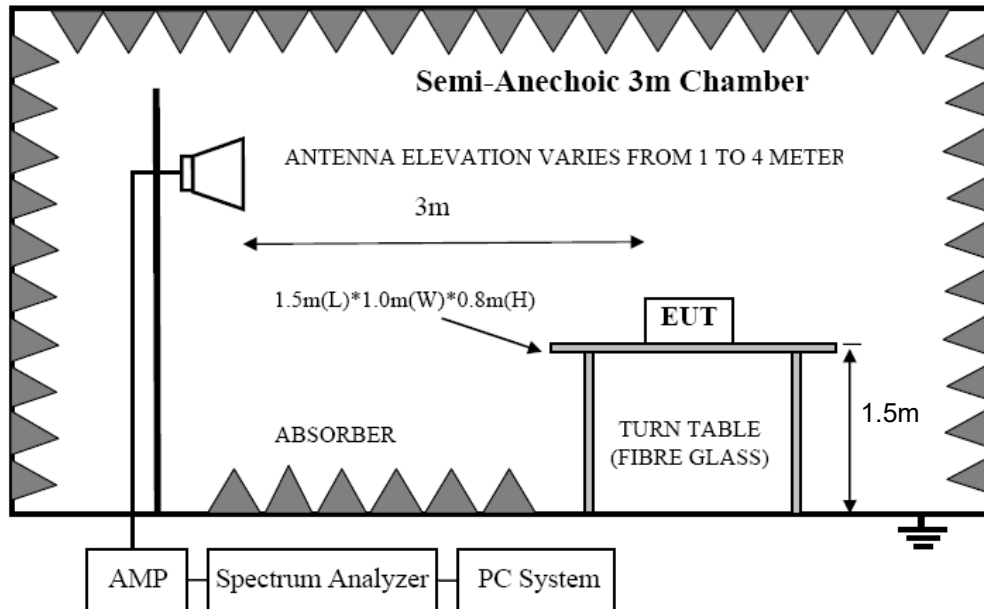 Semi-Anechoic 3m Chamber
ANTENNA ELEVATION VARIES FROM 1 TO 4 METER
3m
1.5m(L)*1.0m(W)*0.8m(H)
EUT
1.5m
ABSORBER
TURN TABLE
(FIBRE GLASS)
AMP
Spectrum Analyzer
PC System